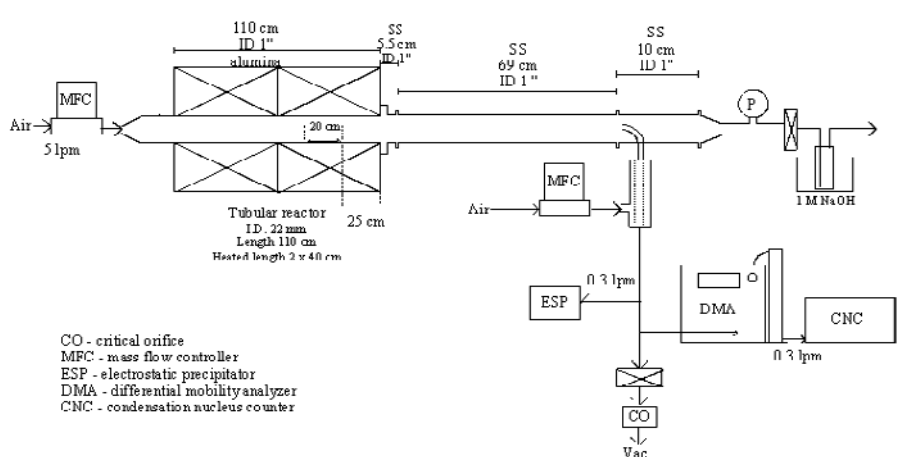 110 cm
ID 1"
alumina
SS
5.5 cm
ID 1"
SS
69 cm
ID 1"
SS
10 cm
ID 1"
MFC
Air
5 lpm
20 cm
P
1 M NaOH
MFC
Air
25 cm
Tubular reactor
I.D. 22 mm
Length 110 cm
Heated length 2 x 40 cm
0.3 lpm
ESP
DMA
CNC
0.3 lpm
CO - critical orifice
MFC - mass flow controller
ESP - electrostatic precipitator
DMA - differential mobility analyzer
CNC - condensation nucleus counter
CO
Vac